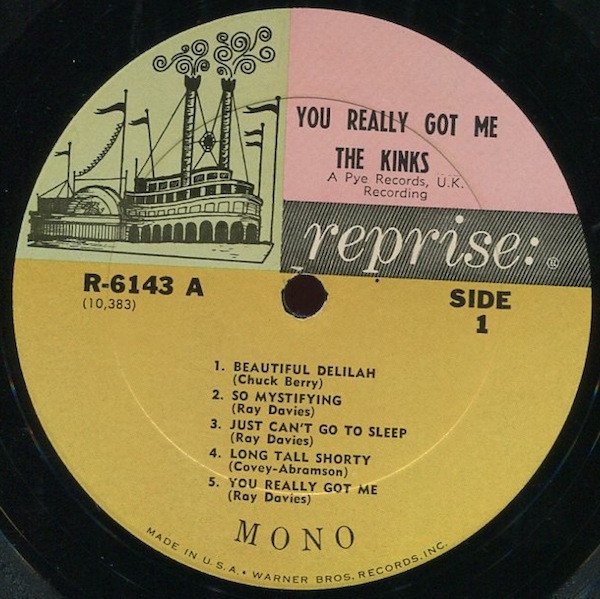 YOU REALLY GOT ME
THE KINKS
A Pye Records, U.K.
Recording
reprise: ®
R-6143 A
(10,383)
SIDE
1
1. BEAUTIFUL DELILAH
(Chuck Berry)
2. SO MYSTIFYING
(Ray Davies)
3. JUST CAN'T GO TO SLEEP
(Ray Davies)
4. LONG TALL SHORTY
(Covey-Abramson)
5. YOU REALLY GOT ME
(Ray Davies)
MONO
MADE IN U.S.A. • WARNER BROS. RECORDS, INC.